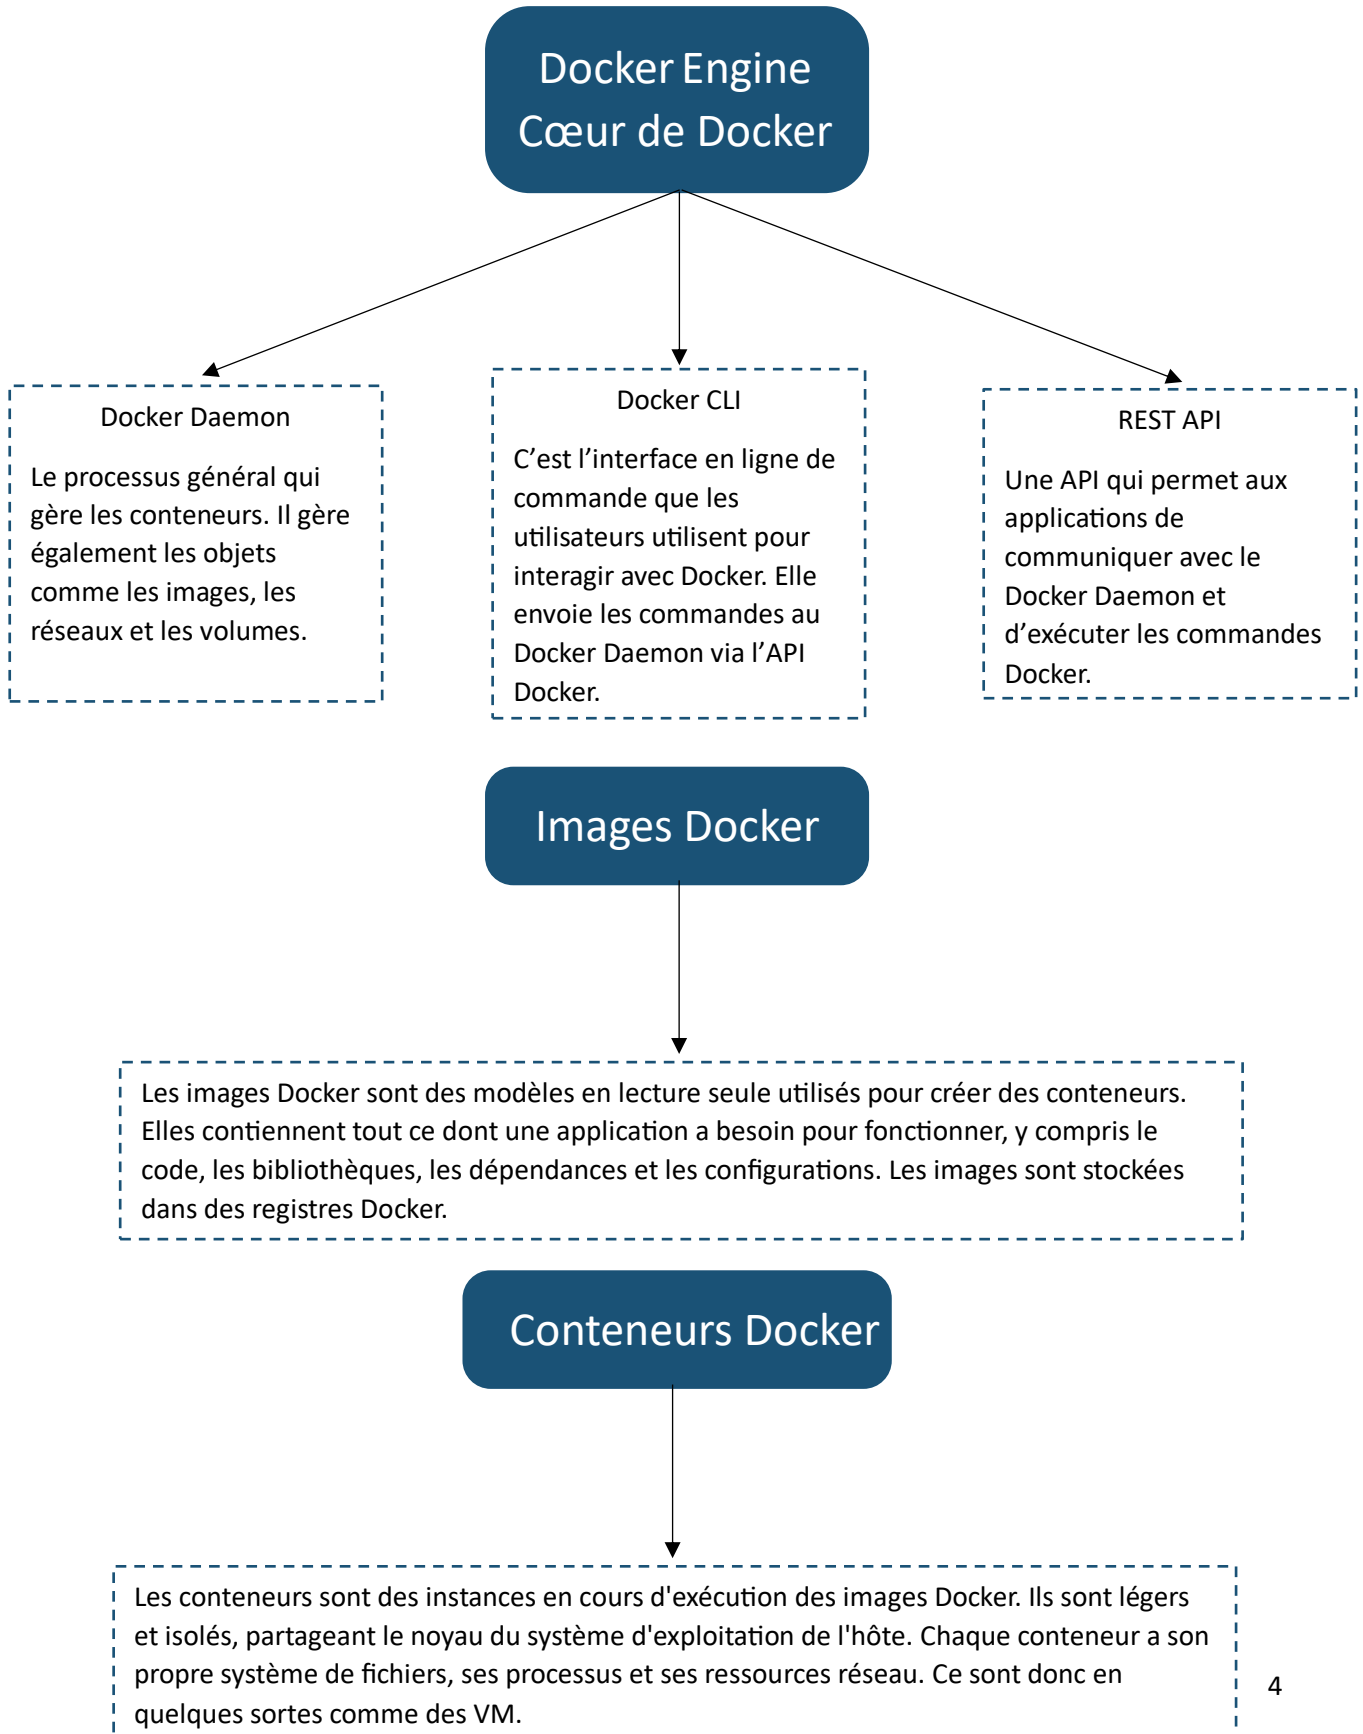 Docker Engine
Cœur de Docker
Docker Daemon
Le processus général qui
gère les conteneurs. Il gère
également les objets
comme les images, les
réseaux et les volumes.
Docker CLI
C’est l’interface en ligne de
commande que les
utilisateurs utilisent pour
interagir avec Docker. Elle
envoie les commandes au
Docker Daemon via l’API
Docker.
REST API
Une API qui permet aux
applications de
communiquer avec le
Docker Daemon et
d’exécuter les commandes
Docker.
Images Docker
Les images Docker sont des modèles en lecture seule utilisés pour créer des conteneurs.
Elles contiennent tout ce dont une application a besoin pour fonctionner, y compris le
code, les bibliothèques, les dépendances et les configurations. Les images sont stockées
dans des registres Docker.
Conteneurs Docker
Les conteneurs sont des instances en cours d'exécution des images Docker. Ils sont légers
et isolés, partageant le noyau du système d'exploitation de l'hôte. Chaque conteneur a son
propre système de fichiers, ses processus et ses ressources réseau. Ce sont donc en
quelques sortes comme des VM.
4